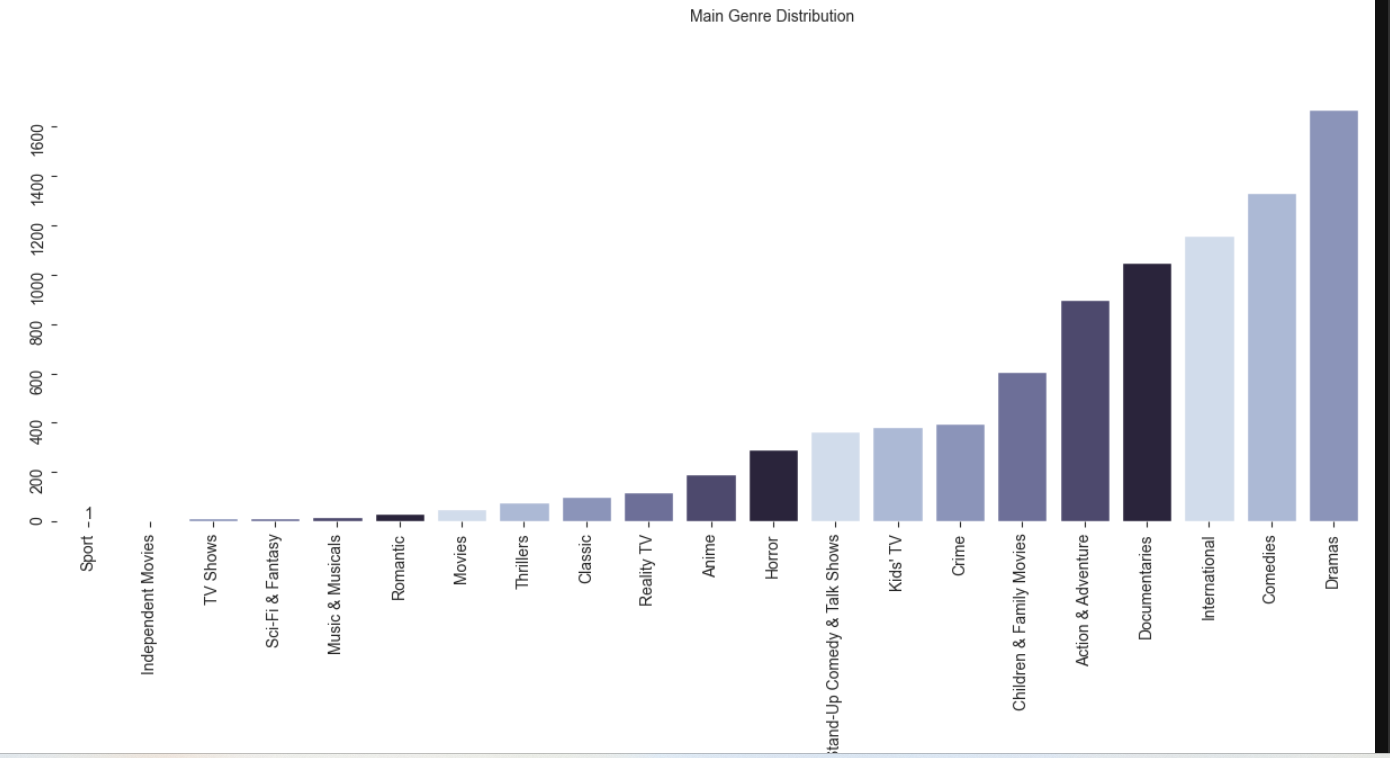 Main Genre Distribution
1600
1400
1200
1000
800
600
400
200
0
1
Sport
Independent Movies
TV Shows
Sci-Fi & Fantasy
Music & Musicals
Romantic
Movies
Thrillers
Classic
Reality TV
Anime
Horror
tand-Up Comedy & Talk Shows
Kids' TV
Crime
Children & Family Movies
Action & Adventure
Documentaries
International
Comedies
Dramas